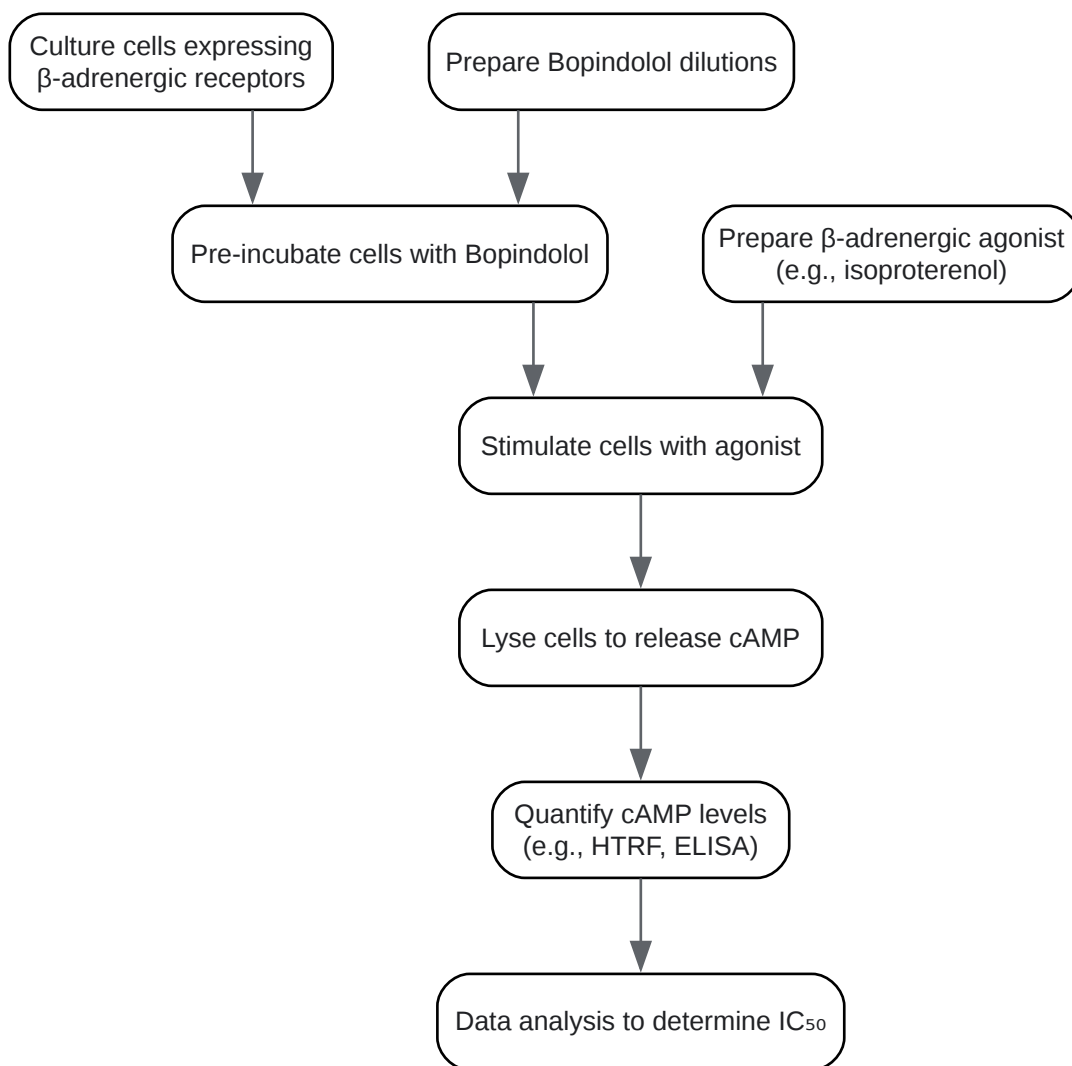 Culture cells expressing
β-adrenergic receptors
Prepare Bopindolol dilutions
Pre-incubate cells with Bopindolol
Prepare β-adrenergic agonist
(e.g., isoproterenol)
Stimulate cells with agonist
Lyse cells to release cAMP
Quantify cAMP levels
(e.g., HTRF, ELISA)
Data analysis to determine IC₅₀